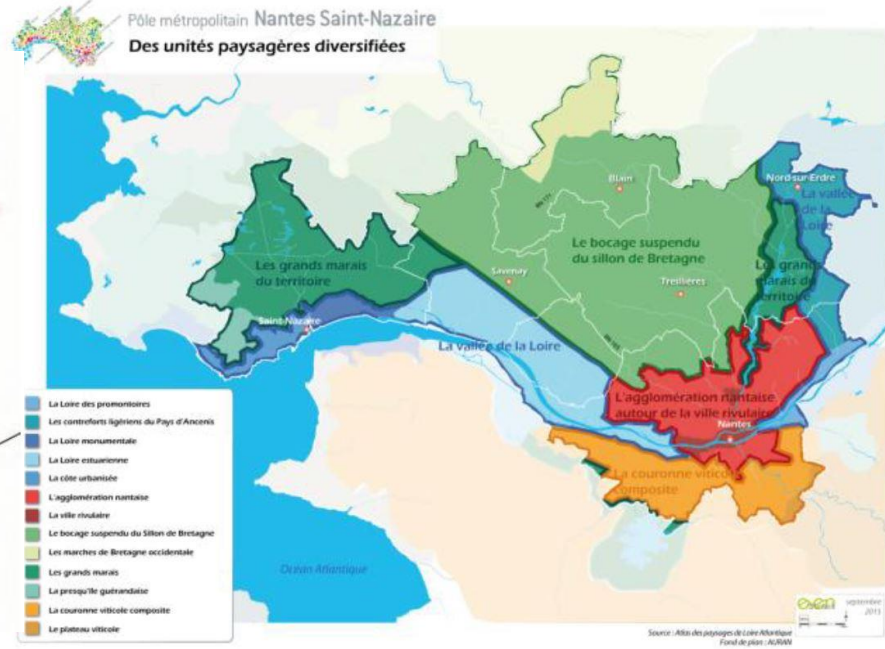 Pôle métropolitain Nantes Saint-Nazaire
Des unités paysagères diversifiées
Blain
Nord-sur-Erdre
La vallée
de la
Loire
Le bocage suspendu
du sillon de Bretagne
Les grands marais
du territoire
Savenay
Treillières
Les grands
marais du
territoire
Saint-Nazaire
La vallée de la Loire
L'agglomération nantaise
autour de la ville rivulaire
Nantes
La couronne viticole
composite
La Loire des promontoires
Les contreforts ligériens du Pays d'Ancenis
La Loire monumentale
La Loire estuarienne
La côte urbanisée
L'agglomération nantaise
La ville rivulaire
Le bocage suspendu du Sillon de Bretagne
Les marches de Bretagne occidentale
Les grands marais
La presqu'île guérandaise
La couronne viticole composite
Le plateau viticole
Océan Atlantique
septembre
2013
Source : Atlas des paysages de Loire Atlantique
Fond de plan : AURAN